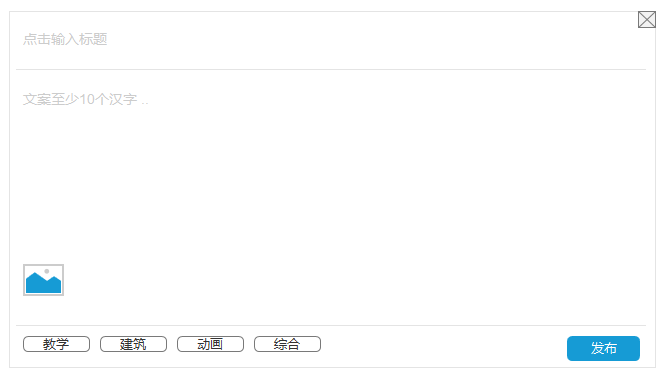 点击输入标题
文案至少10个汉字 ..
教学 建筑 动画 综合 发布